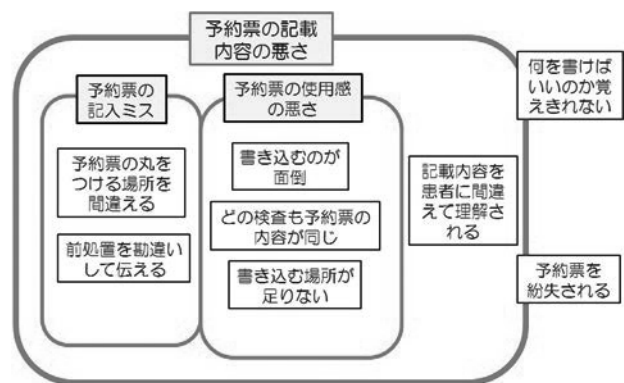 予約票の記載
内容の悪さ
予約票の
記入ミス
予約票の丸を
つける場所を
間違える
前処置を勘違い
して伝える
予約票の使用感
の悪さ
書き込むのが
面倒
どの検査も予約票の
内容が同じ
書き込む場所が
足りない
記載内容を
患者に間違
えて理解さ
れる
何を書けば
いいのか覚
えきれない
予約票を
紛失される